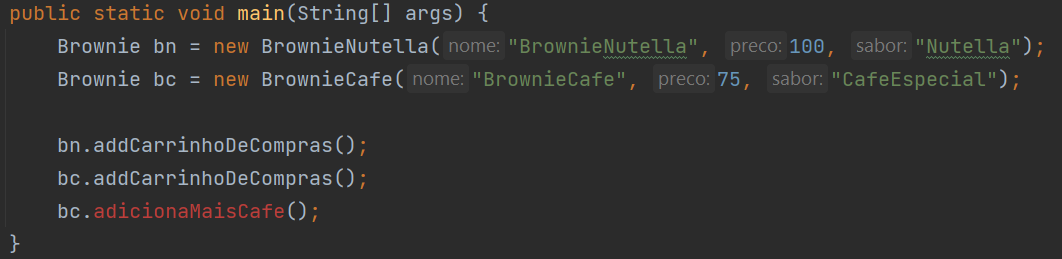 public static void main(String[] args) {
Brownie bn = new BrownieNutella( nome: "BrownieNutella", preco: 100, sabor: "Nutella");
Brownie bc = new BrownieCafe( nome: "BrownieCafe", preco: 75, sabor: "CafeEspecial");
bn.addCarrinhoDeCompras();
bc.addCarrinhoDeCompras();
bc.adicionaMaisCafe();
}